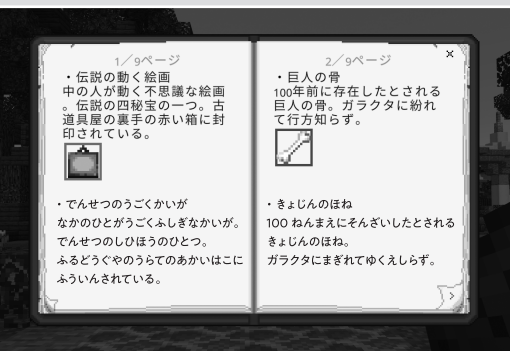 1/9ページ
・伝説の動く絵画
中の人が動く不思議な絵画
。伝説の四秘宝の一つ。古
道具屋の裏手の赤い箱に封
印されている。
・でんせつのうごくかいが
なかのひとがうごくふしぎなかいが。
でんせつのしひほうのひとつ。
ふるどうぐやのうらてのあかいはこに
ふういんされている。
2/9ページ
×
・巨人の骨
100年前に存在したとされる
巨人の骨。ガラクタに紛れ
て行方知らず。
・きょじんのほね
100 ねんまえにそんざいしたとされる
きょじんのほね。
ガラクタにまぎれてゆくえしらず。